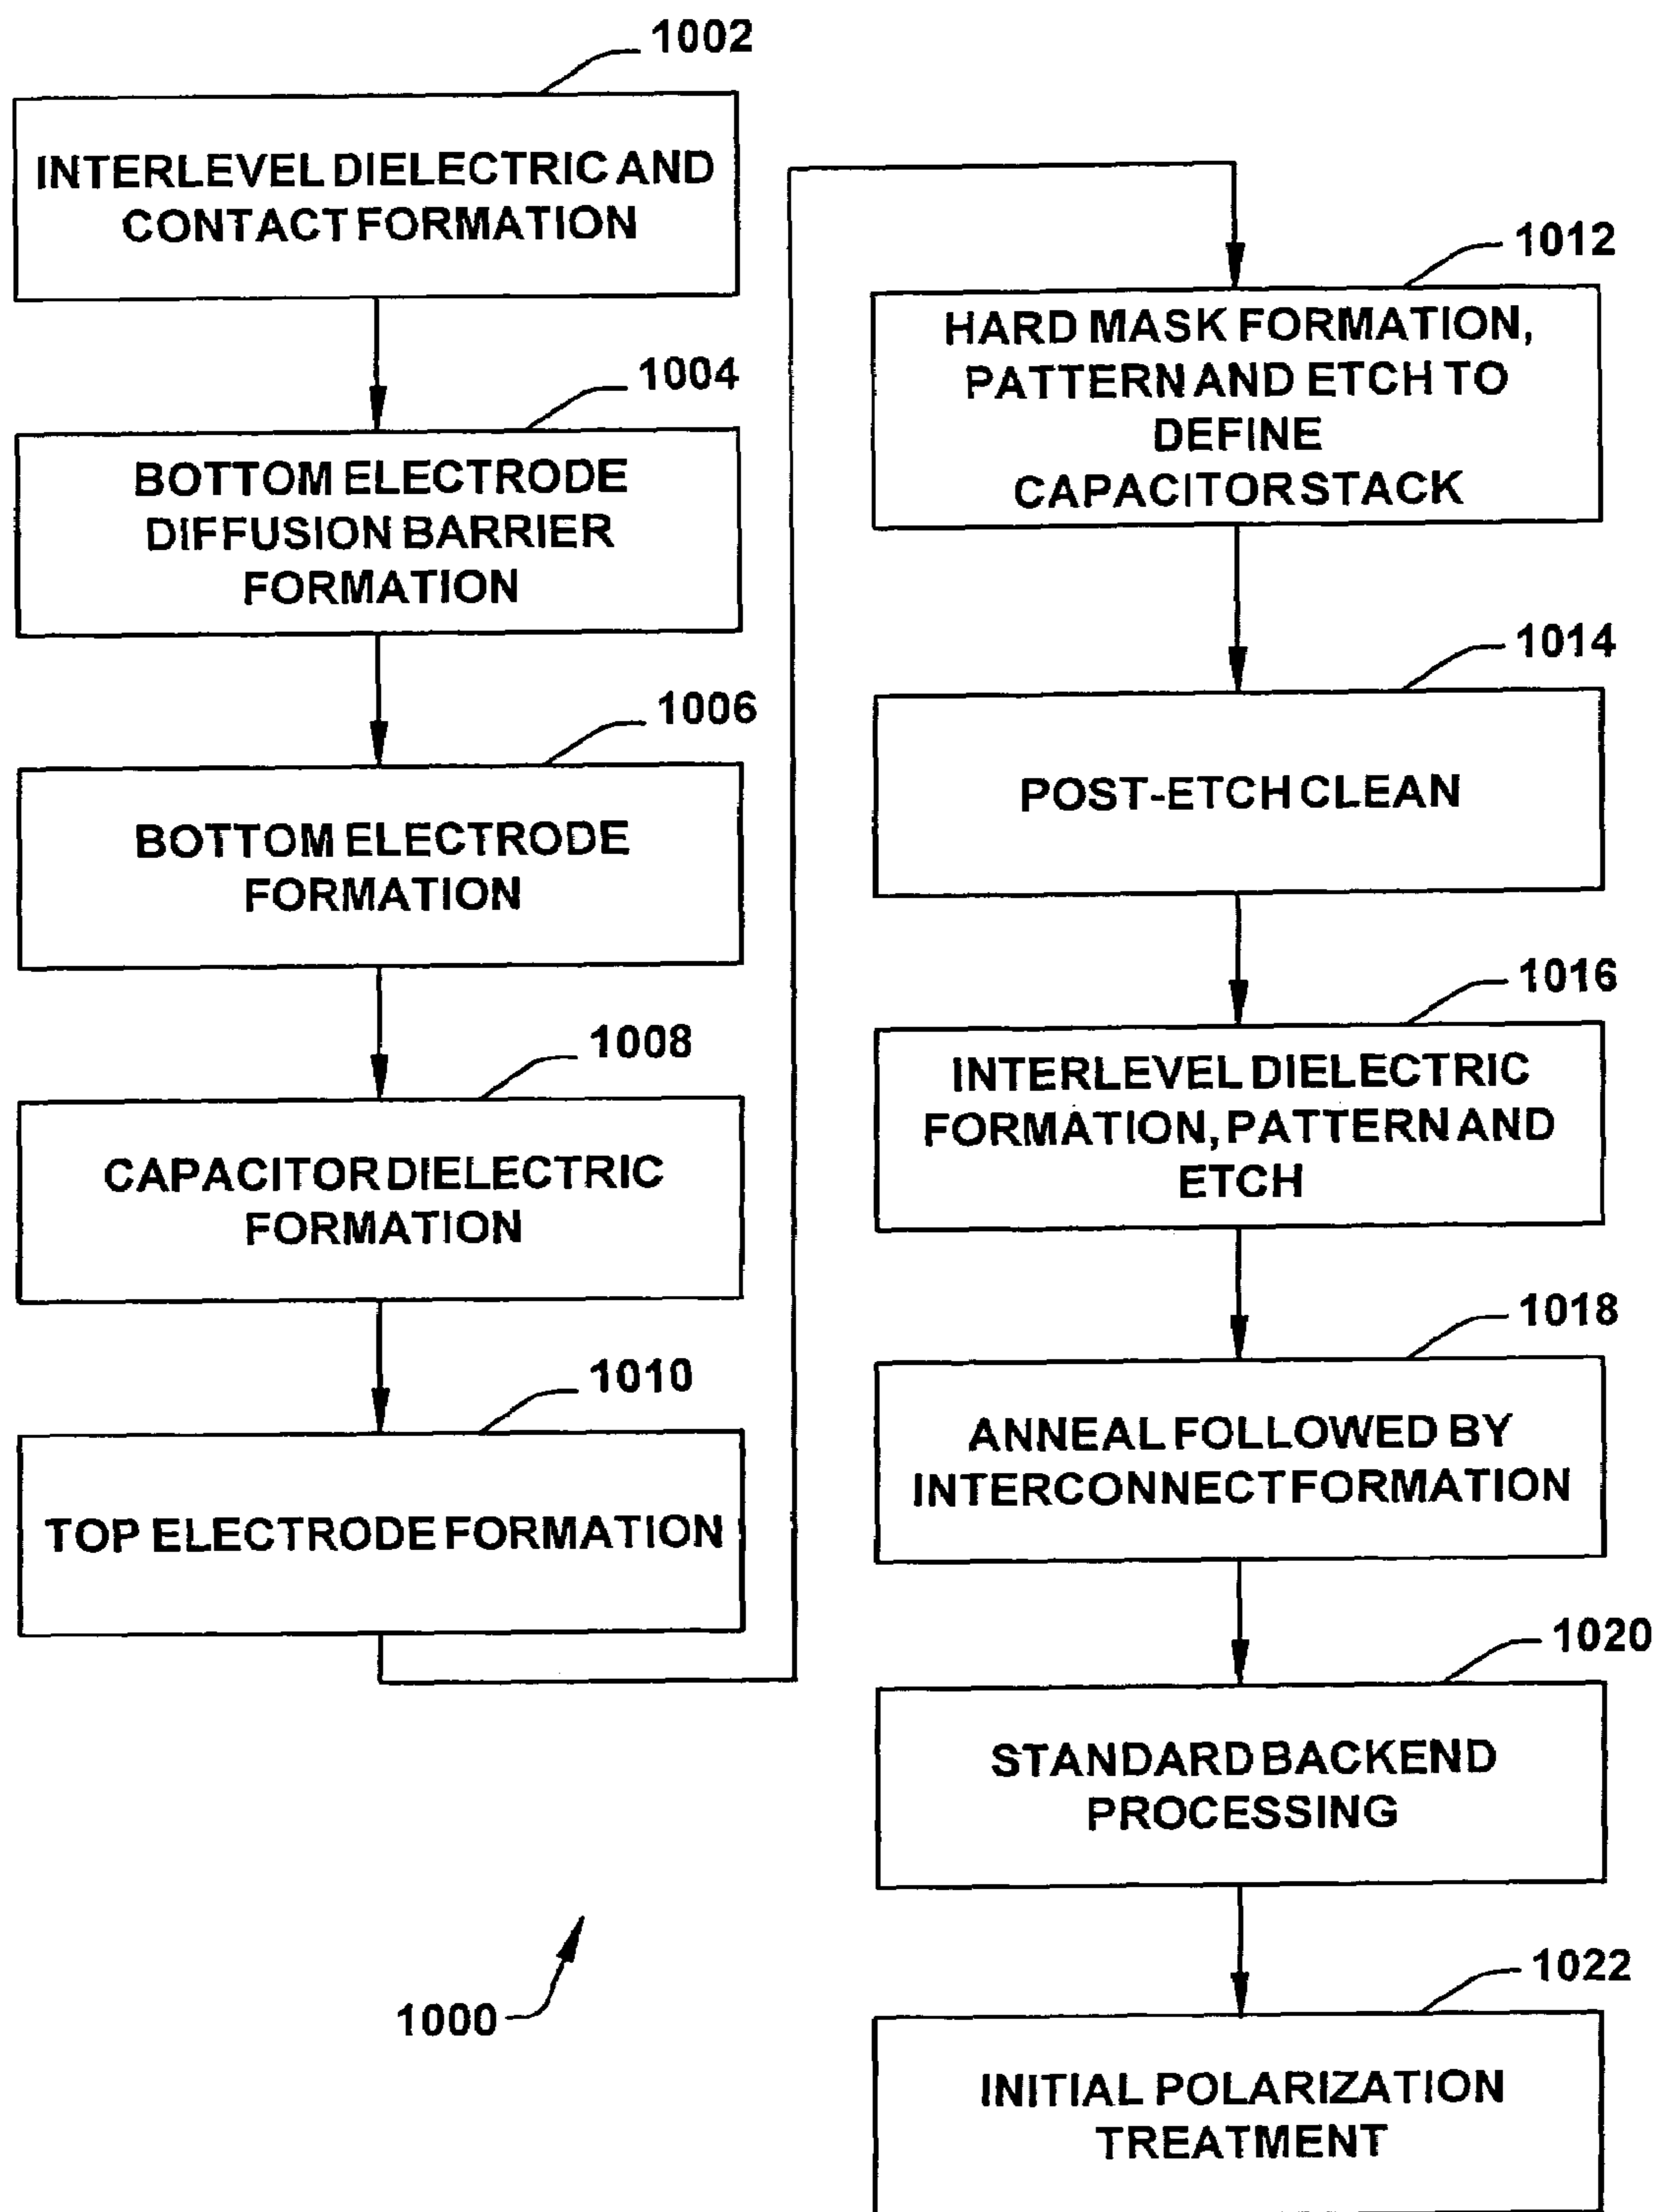 1002
INTERLEVEL DIELECTRIC AND
CONTACT FORMATION
1004
BOTTOM ELECTRODE
DIFFUSION BARRIER
FORMATION
1006
BOTTOM ELECTRODE
FORMATION
1008
CAPACITOR DIELECTRIC
FORMATION
1010
TOP ELECTRODE FORMATION
1012
HARD MASK FORMATION,
PATTERN AND ETCH TO
DEFINE
CAPACITOR STACK
1014
POST-ETCH CLEAN
1016
INTERLEVEL DIELECTRIC
FORMATION, PATTERN AND
ETCH
1018
ANNEAL FOLLOWED BY
INTERCONNECT FORMATION
1020
STANDARD BACKEND
PROCESSING
1022
INITIAL POLARIZATION
TREATMENT
1000